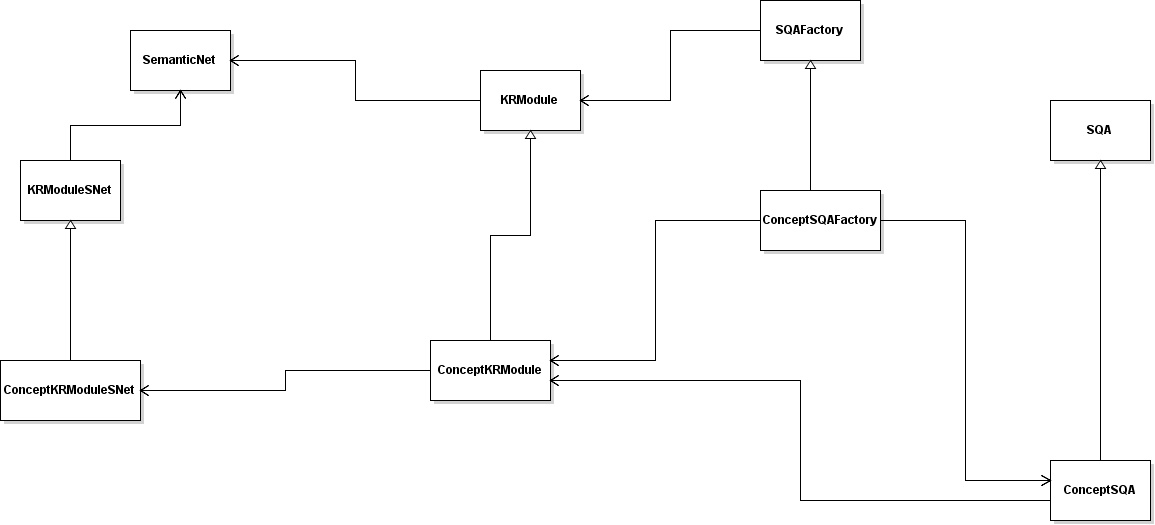 SQAFactory
SemanticNet
KRModule
SQA
KRModuleSNet
ConceptSQAFactory
ConceptKRModule
ConceptKRModuleSNet
ConceptSQA